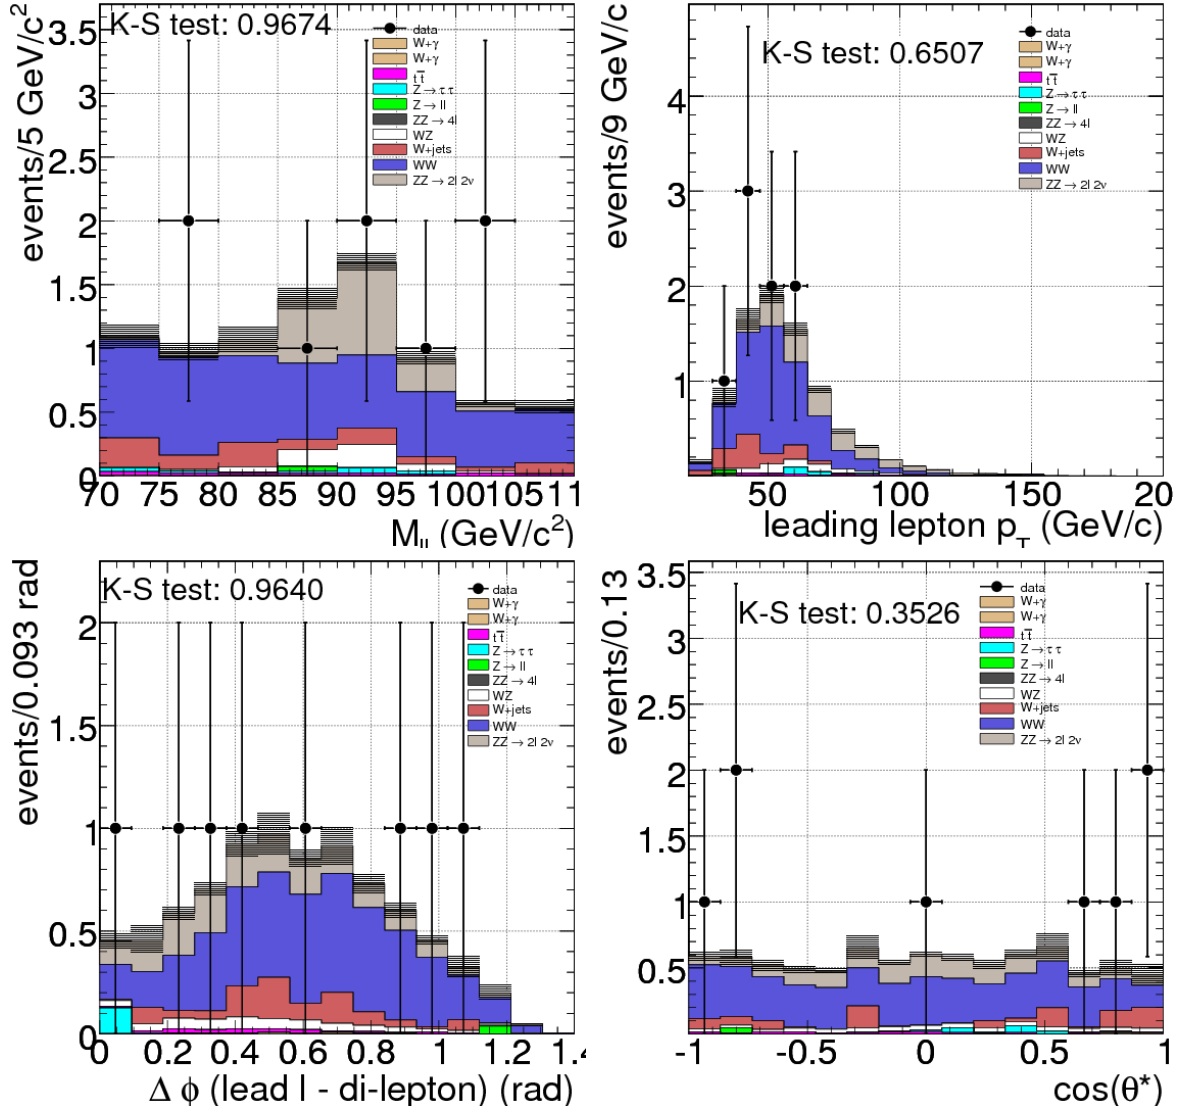 K-S test: 0.9674
events/5 GeV/c²
3.5
3
2.5
2
1.5
1
0.5
0
data
W+γ
W+γ
tt̅
Z→ττ
Z→ll
ZZ→4l
WZ
W+jets
WW
ZZ→2l 2ν
70 75 80 85 90 95 100 105 11
M_ll (GeV/c²)
K-S test: 0.6507
events/9 GeV/c
4
3
2
1
data
W+γ
W+γ
tt̅
Z→ττ
Z→ll
ZZ→4l
WZ
W+jets
WW
ZZ→2l 2ν
50 100 150 20
leading lepton p_T (GeV/c)
K-S test: 0.9640
events/0.093 rad
2
1.5
1
0.5
0
data
W+γ
W+γ
tt̅
Z→ττ
Z→ll
ZZ→4l
WZ
W+jets
WW
ZZ→2l 2ν
0 0.2 0.4 0.6 0.8 1 1.2 1.4
Δ ϕ (lead l - di-lepton) (rad)
K-S test: 0.3526
events/0.13
3.5
3
2.5
2
1.5
1
0.5
data
W+γ
W+γ
tt̅
Z→ττ
Z→ll
ZZ→4l
WZ
W+jets
WW
ZZ→2l 2ν
-1 -0.5 0 0.5 1
cos(θ*)